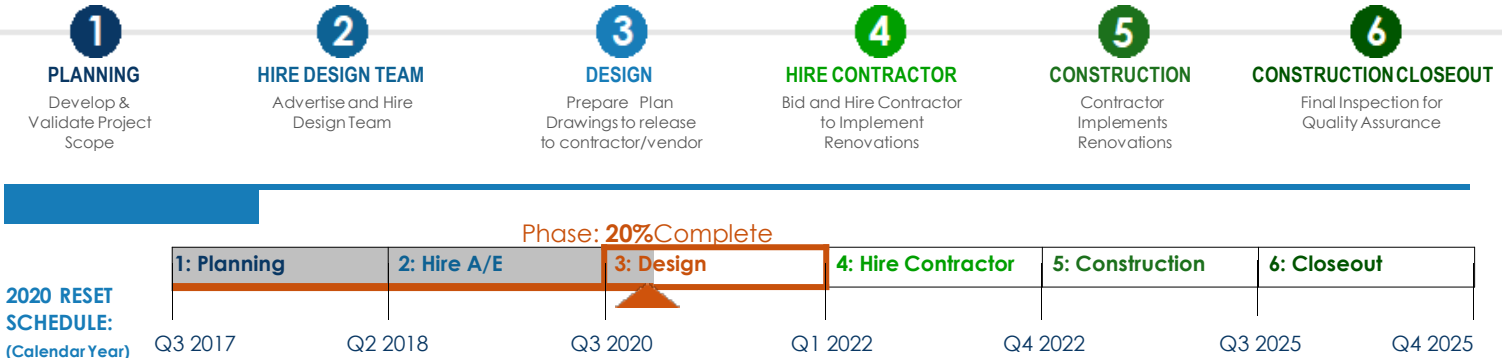 1
PLANNING
Develop &
Validate Project
Scope
2
HIRE DESIGN TEAM
Advertise and Hire
Design Team
3
DESIGN
Prepare Plan
Drawings to release
to contractor/vendor
4
HIRE CONTRACTOR
Bid and Hire Contractor
to Implement
Renovations
5
CONSTRUCTION
Contractor
Implements
Renovations
6
CONSTRUCTION CLOSEOUT
Final Inspection for
Quality Assurance
Phase: 20% Complete
1: Planning
2: Hire A/E
3: Design
4: Hire Contractor
5: Construction
6: Closeout
2020 RESET
SCHEDULE:
(Calendar Year)
Q3 2017
Q2 2018
Q3 2020
Q1 2022
Q4 2022
Q3 2025
Q4 2025